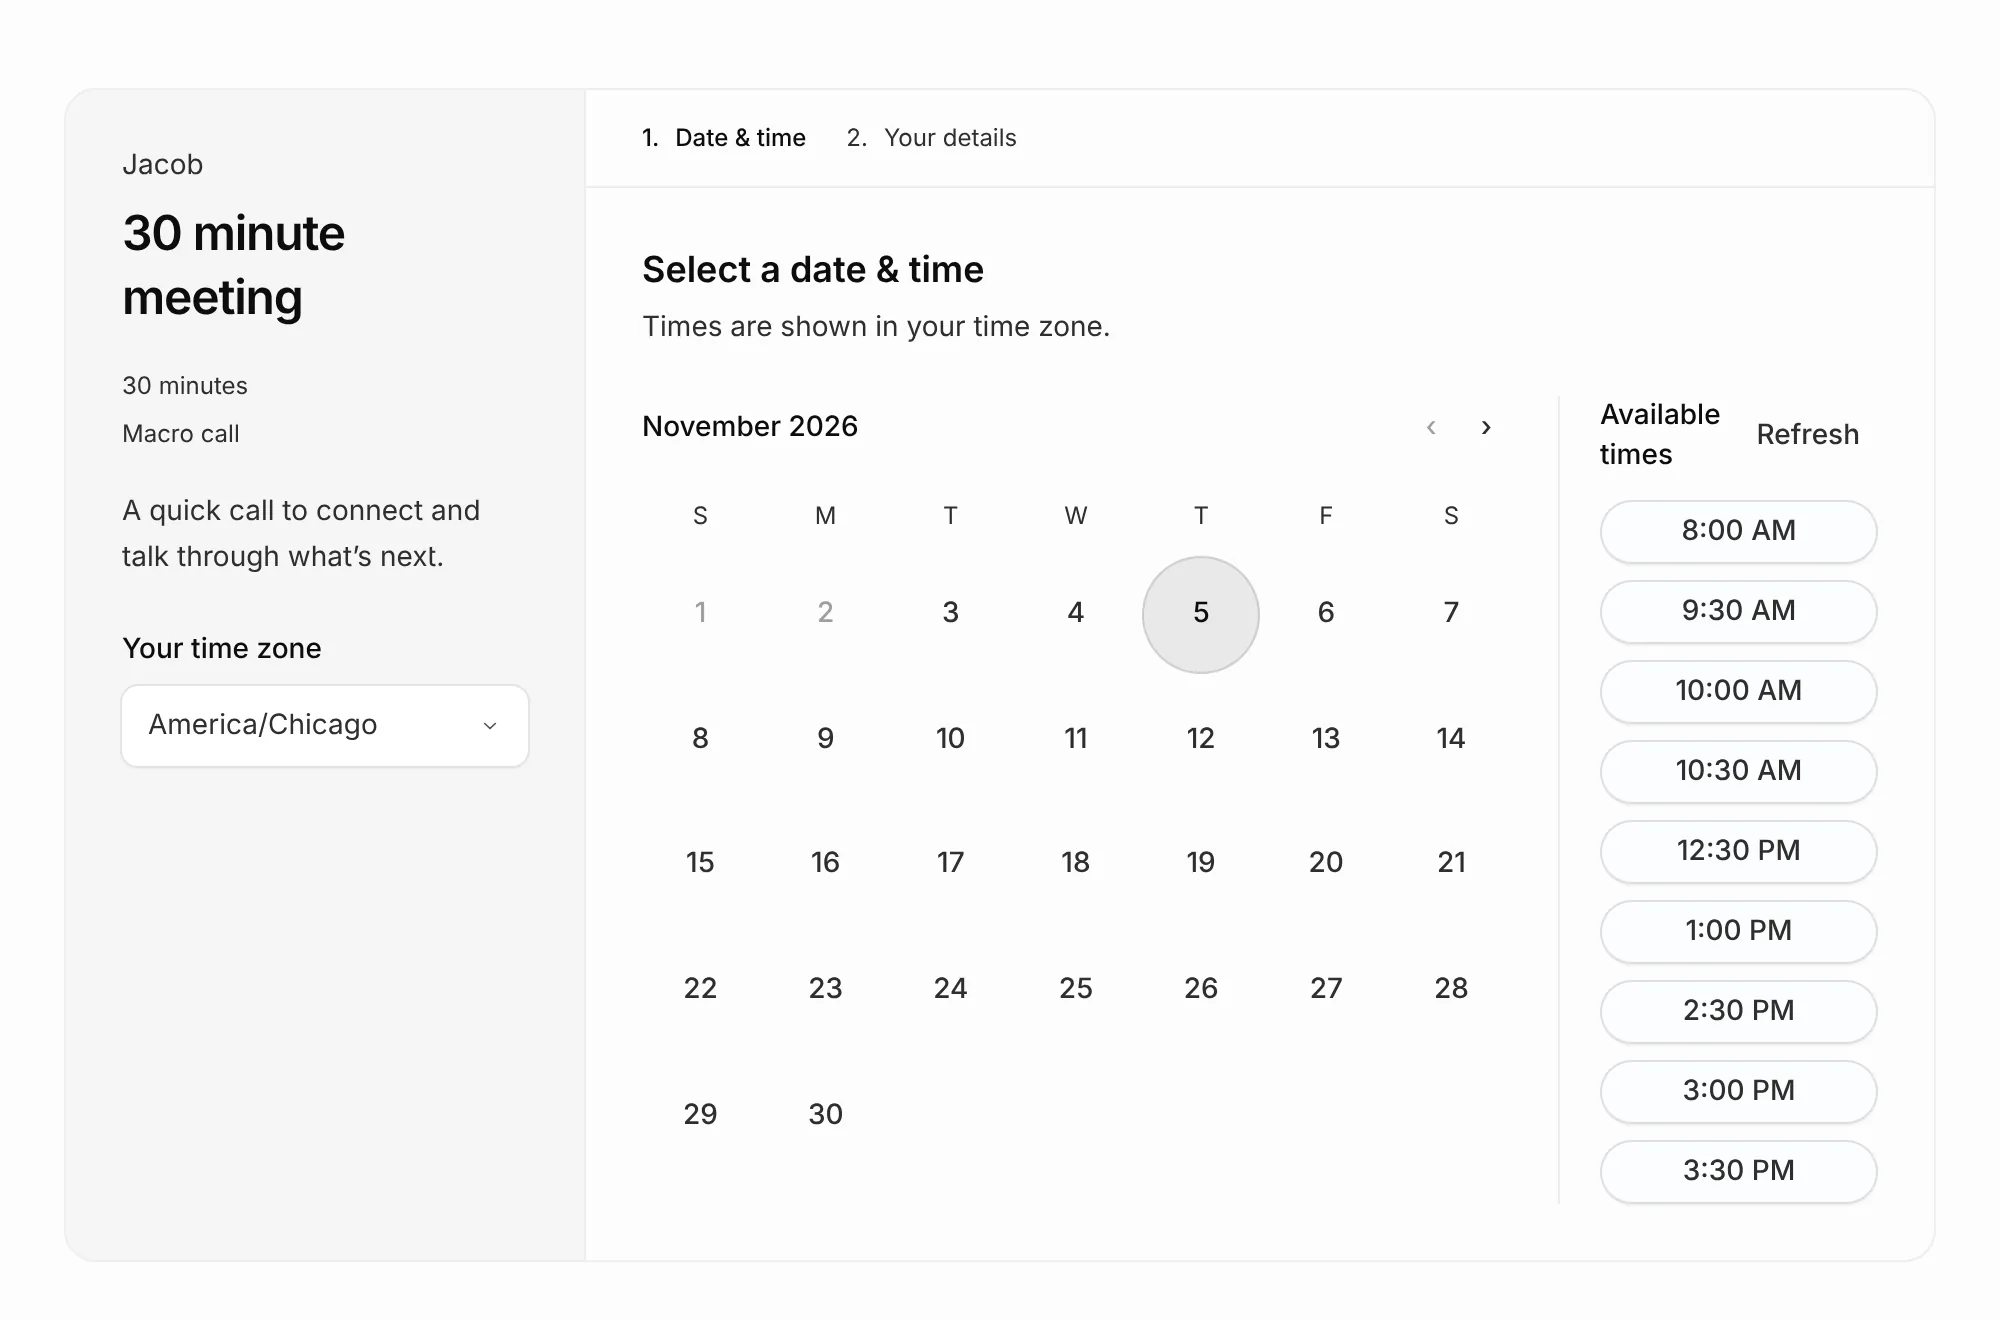 Jacob
30 minute
meeting
30 minutes
Macro call
A quick call to connect and
talk through what’s next.
Your time zone
America/Chicago
1. Date & time 2. Your details
Select a date & time
Times are shown in your time zone.
November 2026 ‹ ›
S M T W T F S
1 2 3 4 5 6 7
8 9 10 11 12 13 14
15 16 17 18 19 20 21
22 23 24 25 26 27 28
29 30
Available
times
Refresh
8:00 AM
9:30 AM
10:00 AM
10:30 AM
12:30 PM
1:00 PM
2:30 PM
3:00 PM
3:30 PM